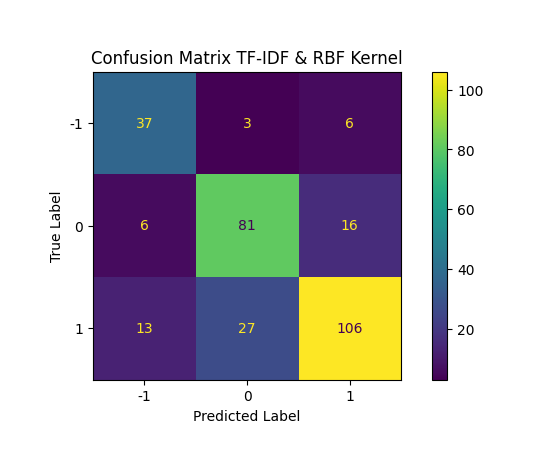 Confusion Matrix TF-IDF & RBF Kernel
True Label
-1 37 3 6
0 6 81 16
1 13 27 106
-1 0 1
Predicted Label
100
80
60
40
20